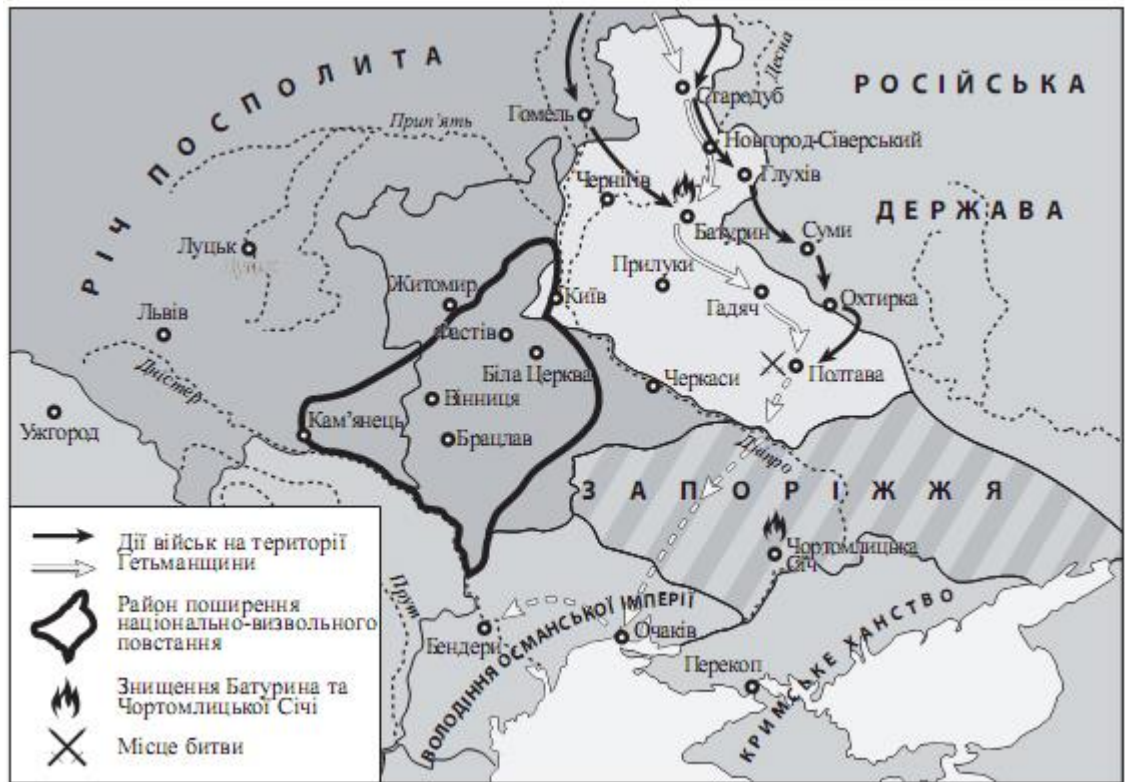 РІЧ ПОСПОЛИТА
РОСІЙСЬКА
ДЕРЖАВА
Десна
Стародуб
Гомель
Прип'ять
Новгород-Сіверський
Глухів
Чернігів
Батурин
Суми
Луцьк
Прилуки
Житомир
Київ
Гадяч
Охтирка
Львів
Фастів
Біла Церква
Полтава
Дністер
Черкаси
Вінниця
Ужгород
Кам'янець
Брацлав
Дніпро
ЗАПОРІЖЖЯ
Чортомлицька
Січ
Прут
Бендери
ВОЛОДІННЯ ОСМАНСЬКОЇ ІМПЕРІЇ
Очаків
Перекоп
КРИМСЬКЕ ХАНСТВО
Дії військ на території
Гетьманщини
Район поширення
національно-визвольного
повстання
Знищення Батурина та
Чортомлицької Січі
Місце битви